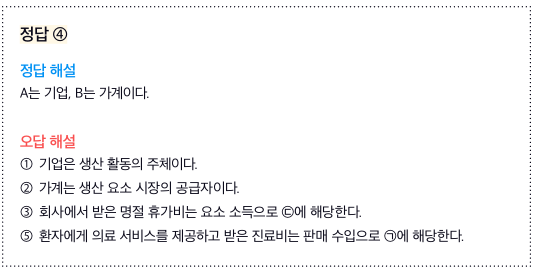 정답 ④
정답 해설
A는 기업, B는 가계이다.
오답 해설
① 기업은 생산 활동의 주체이다.
② 가계는 생산 요소 시장의 공급자이다.
③ 회사에서 받은 명절 휴가비는 요소 소득으로 ㉢에 해당한다.
⑤ 환자에게 의료 서비스를 제공하고 받은 진료비는 판매 수입으로 ㉠에 해당한다.